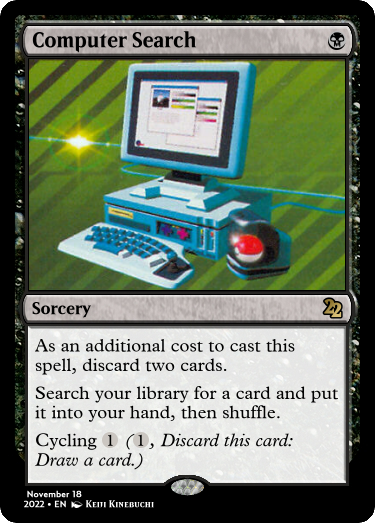 Computer Search
Sorcery
22
As an additional cost to cast this
spell, discard two cards.
Search your library for a card and put
it into your hand, then shuffle.
Cycling 1 (1, Discard this card:
Draw a card.)
November 18
2022 • EN KEIJI KINEBUCHI